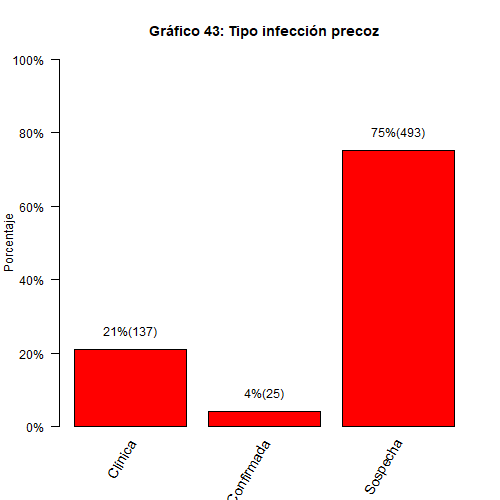 Gráfico 43: Tipo infección precoz
Porcentaje
100%
80%
60%
40%
20%
0%
21%(137)
4%(25)
75%(493)
Clinica
Confirmada
Sospecha